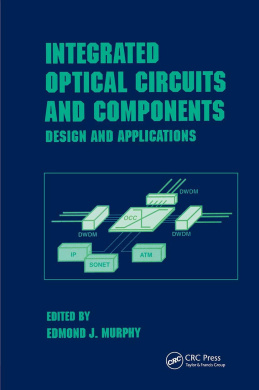 INTEGRATED
OPTICAL CIRCUITS
AND COMPONENTS
DESIGN AND APPLICATIONS
DWDM
OCC
DWDM
DWDM
IP
SONET
ATM
EDITED BY
EDMOND J. MURPHY
CRC
CRC Press
Taylor & Francis Group